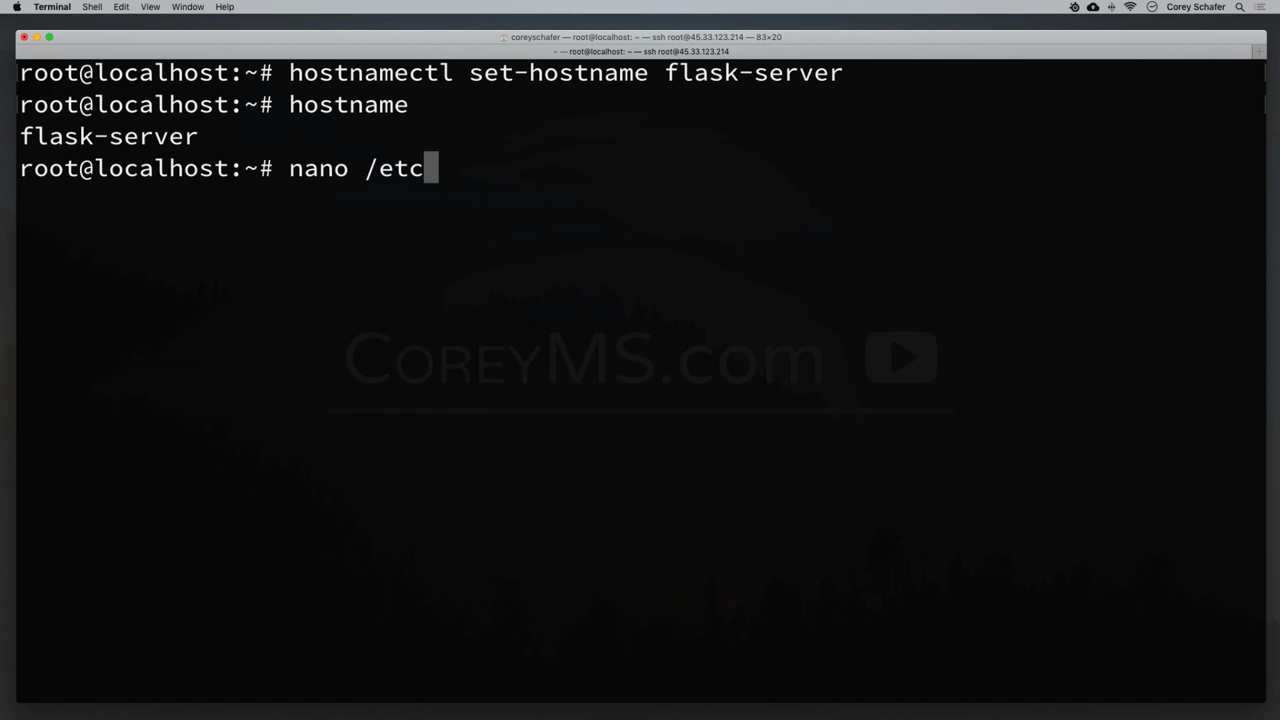 Terminal Shell Edit View Window Help Corey Schafer
coreyschafer — root@localhost: ~ — ssh root@45.33.123.214 — 83×20
~ — root@localhost: ~ — ssh root@45.33.123.214
root@localhost:~# hostnamectl set-hostname flask-server
root@localhost:~# hostname
flask-server
root@localhost:~# nano /etc
CoreyMS.com